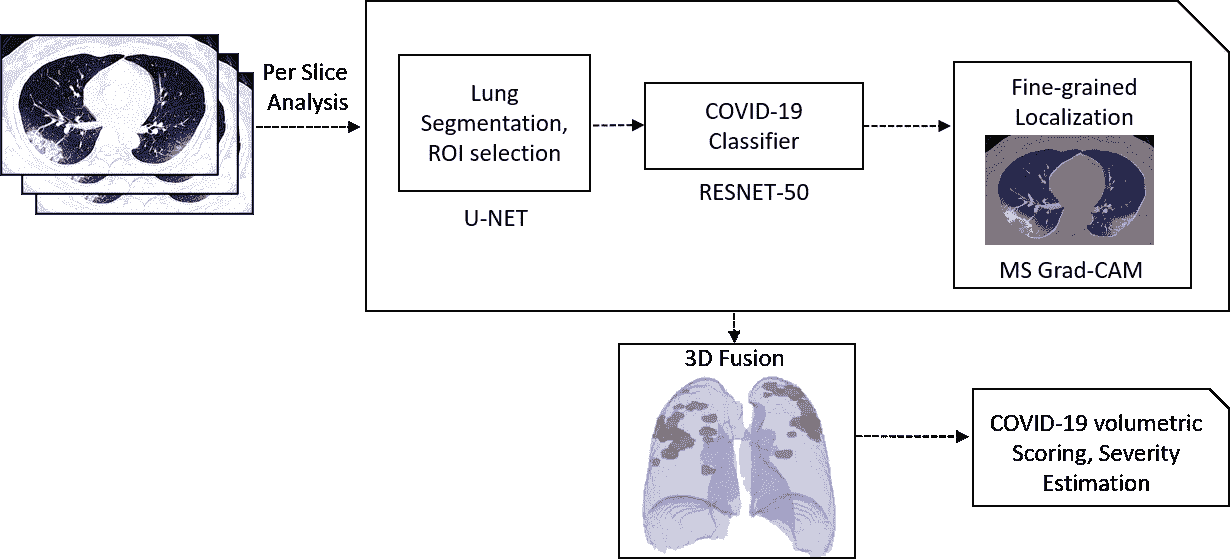 Per Slice
Analysis
Lung
Segmentation,
ROI selection
U-NET
COVID-19
Classifier
RESNET-50
Fine-grained
Localization
MS Grad-CAM
3D Fusion
COVID-19 volumetric
Scoring, Severity
Estimation